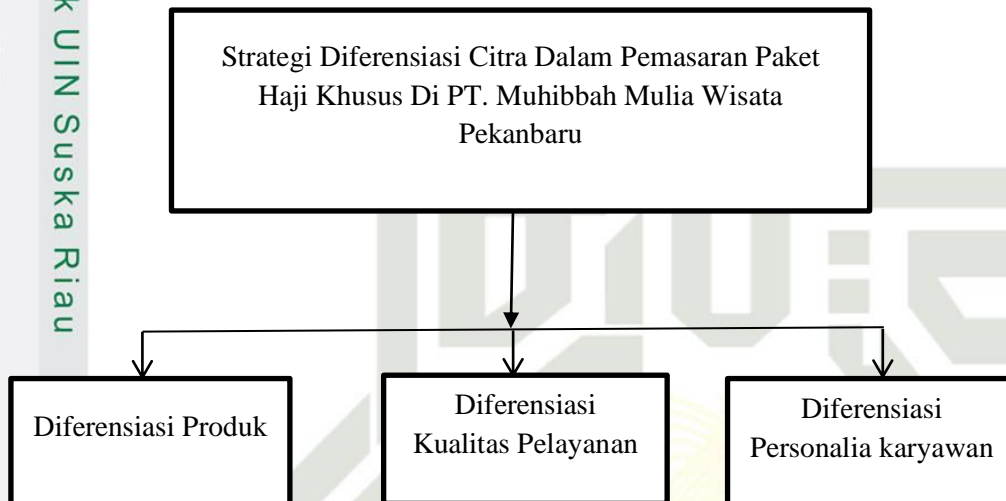 k UIN Suska Riau
Strategi Diferensiasi Citra Dalam Pemasaran Paket
Haji Khusus Di PT. Muhibbah Mulia Wisata
Pekanbaru
Diferensiasi Produk
Diferensiasi
Kualitas Pelayanan
Diferensiasi
Personalia karyawan